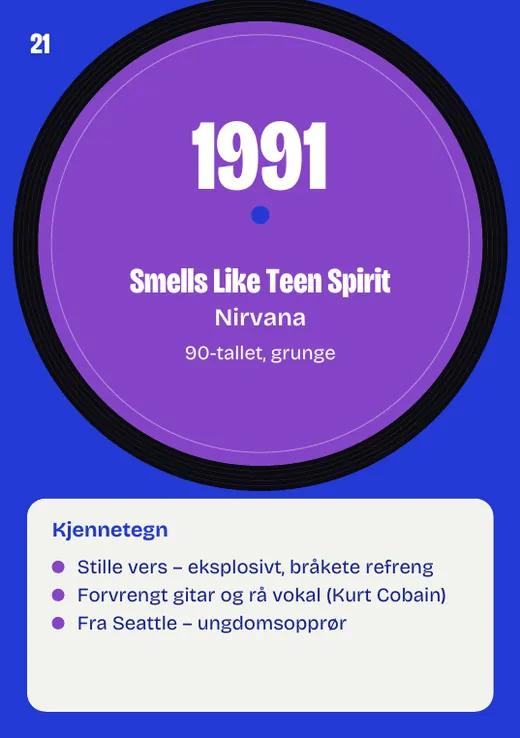 21
1991
Smells Like Teen Spirit
Nirvana
90-tallet, grunge
Kjennetegn
Stille vers – eksplosivt, bråkete refreng
Forvrengt gitar og rå vokal (Kurt Cobain)
Fra Seattle – ungdomsopprør